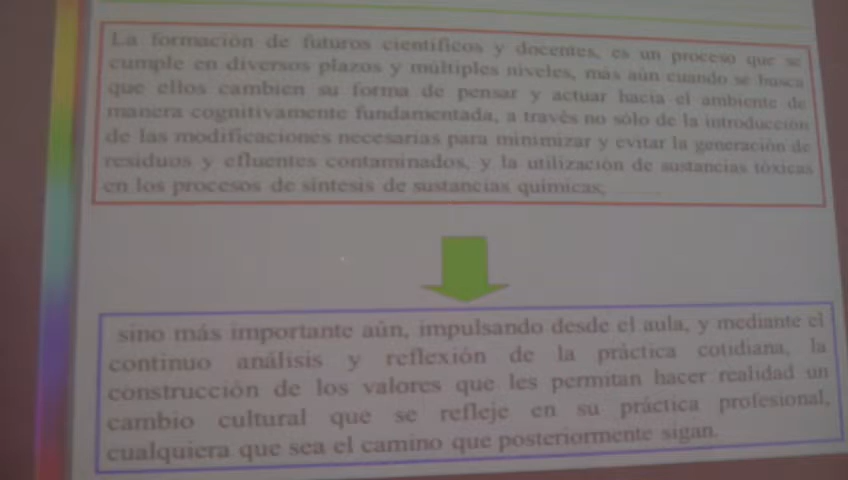 La formación de futuros científicos y docentes, es un proceso que se
cumple en diversos plazos y múltiples niveles, más aún cuando se busca
que ellos cambien su forma de pensar y actuar hacia el ambiente de
manera cognitivamente fundamentada, a través no sólo de la introducción
de las modificaciones necesarias para minimizar y evitar la generación de
residuos y efluentes contaminados, y la utilización de sustancias tóxicas
en los procesos de síntesis de sustancias químicas,
sino más importante aún, impulsando desde el aula, y mediante el
continuo análisis y reflexión de la práctica cotidiana, la
construcción de los valores que les permitan hacer realidad un
cambio cultural que se refleje en su práctica profesional,
cualquiera que sea el camino que posteriormente sigan.